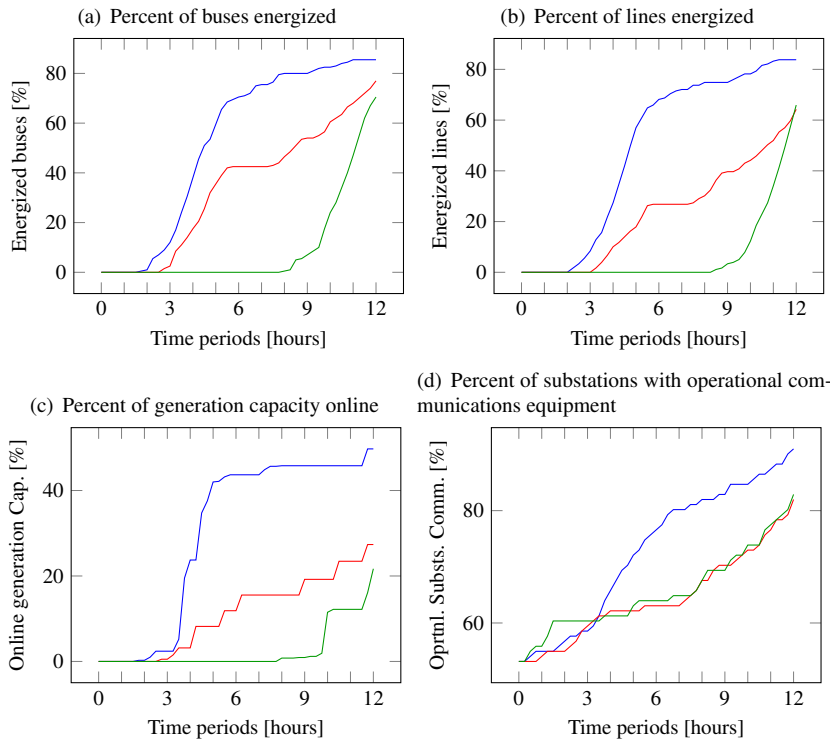 (a) Percent of buses energized
(b) Percent of lines energized
80
60
40
20
0
Energized buses [%]
0 3 6 9 12
Time periods [hours]
80
60
40
20
0
Energized lines [%]
0 3 6 9 12
Time periods [hours]
(c) Percent of generation capacity online
(d) Percent of substations with operational com-
munications equipment
40
20
0
Online generation Cap. [%]
0 3 6 9 12
Time periods [hours]
80
60
Oprtnl. Substs. Comm. [%]
0 3 6 9 12
Time periods [hours]